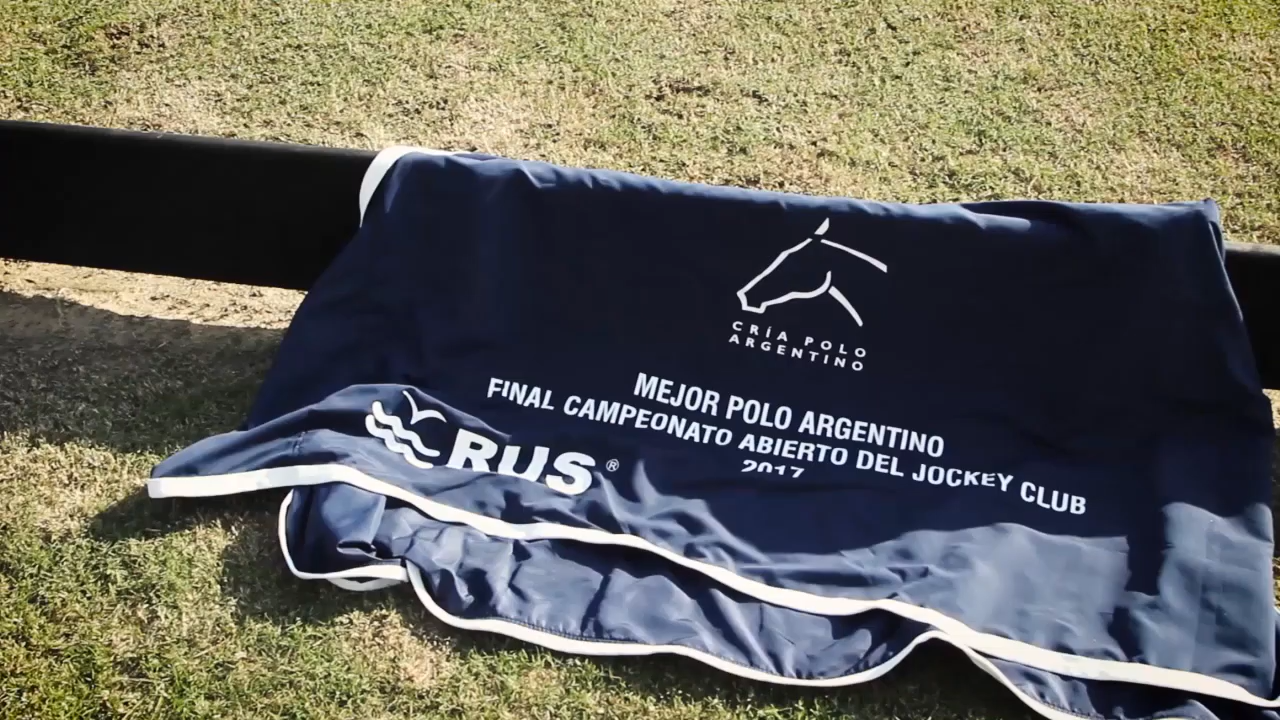 CRÍA POLO
ARGENTINO
MEJOR POLO ARGENTINO
FINAL CAMPEONATO ABIERTO DEL JOCKEY CLUB
2017
RUS®